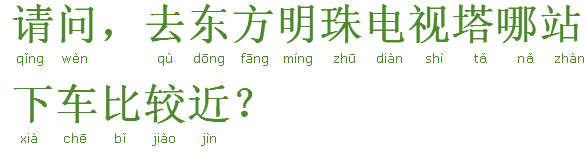 请问，去东方明珠电视塔哪站
qǐng wèn qù dōng fāng míng zhū diàn shì tǎ nǎ zhàn
下车比较近？
xià chē bǐ jiào jìn